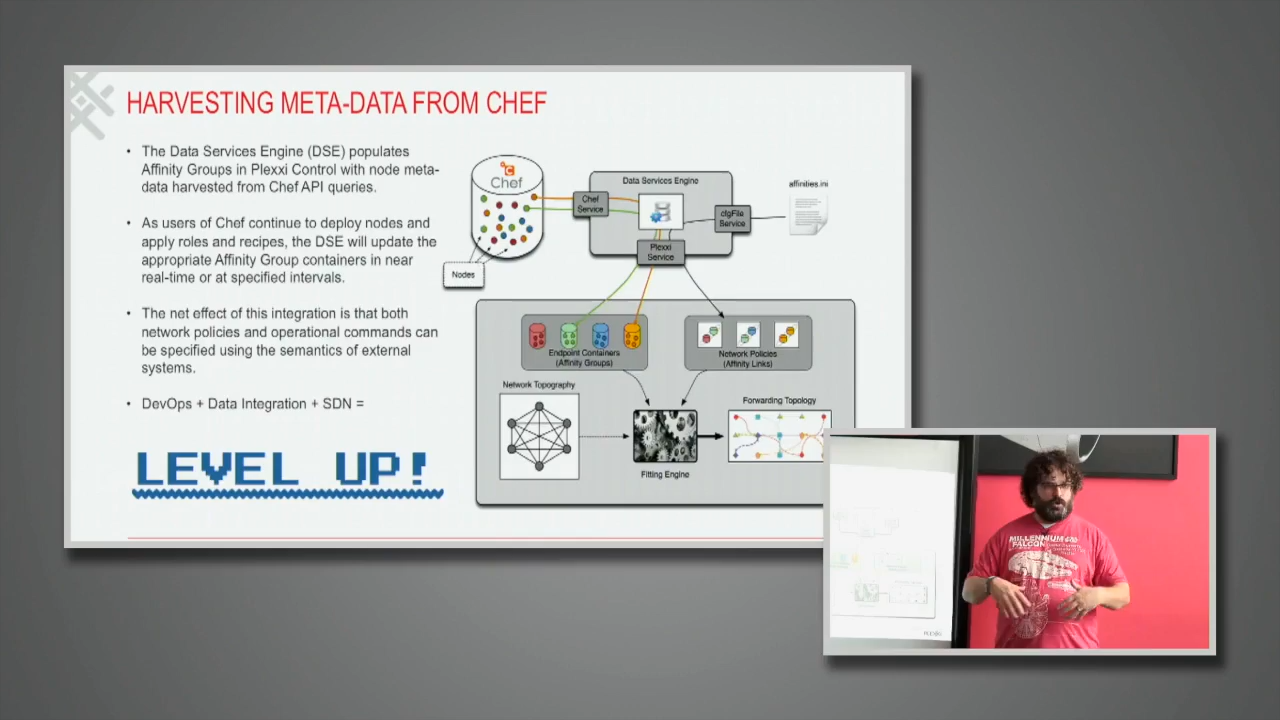 HARVESTING META-DATA FROM CHEF
• The Data Services Engine (DSE) populates
Affinity Groups in Plexxi Control with node meta-
data harvested from Chef API queries.
• As users of Chef continue to deploy nodes and
apply roles and recipes, the DSE will update the
appropriate Affinity Group containers in near
real-time or at specified intervals.
• The net effect of this integration is that both
network policies and operational commands can
be specified using the semantics of external
systems.
• DevOps + Data Integration + SDN =
LEVEL UP!
Chef
Nodes
Chef
Service
Data Services Engine
cfgFile
Service
Plexxi
Service
affinities.ini
Endpoint Containers
(Affinity Groups)
Network Policies
(Affinity Links)
Network Topography
Fitting Engine
Forwarding Topology
MILLENNIUM
FALCON